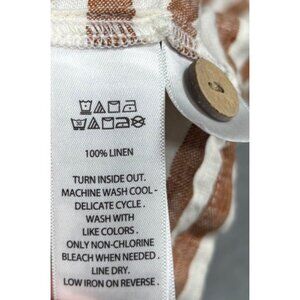 100% LINEN
TURN INSIDE OUT.
MACHINE WASH COOL -
DELICATE CYCLE .
WASH WITH
LIKE COLORS .
ONLY NON-CHLORINE
BLEACH WHEN NEEDED .
LINE DRY.
LOW IRON ON REVERSE .